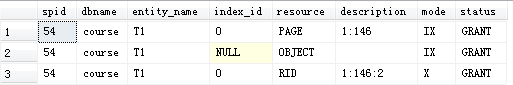 spid dbname entity_name index_id resource description mode status
1 54 course T1 0 PAGE 1:146 IX GRANT
2 54 course T1 NULL OBJECT IX GRANT
3 54 course T1 0 RID 1:146:2 X GRANT